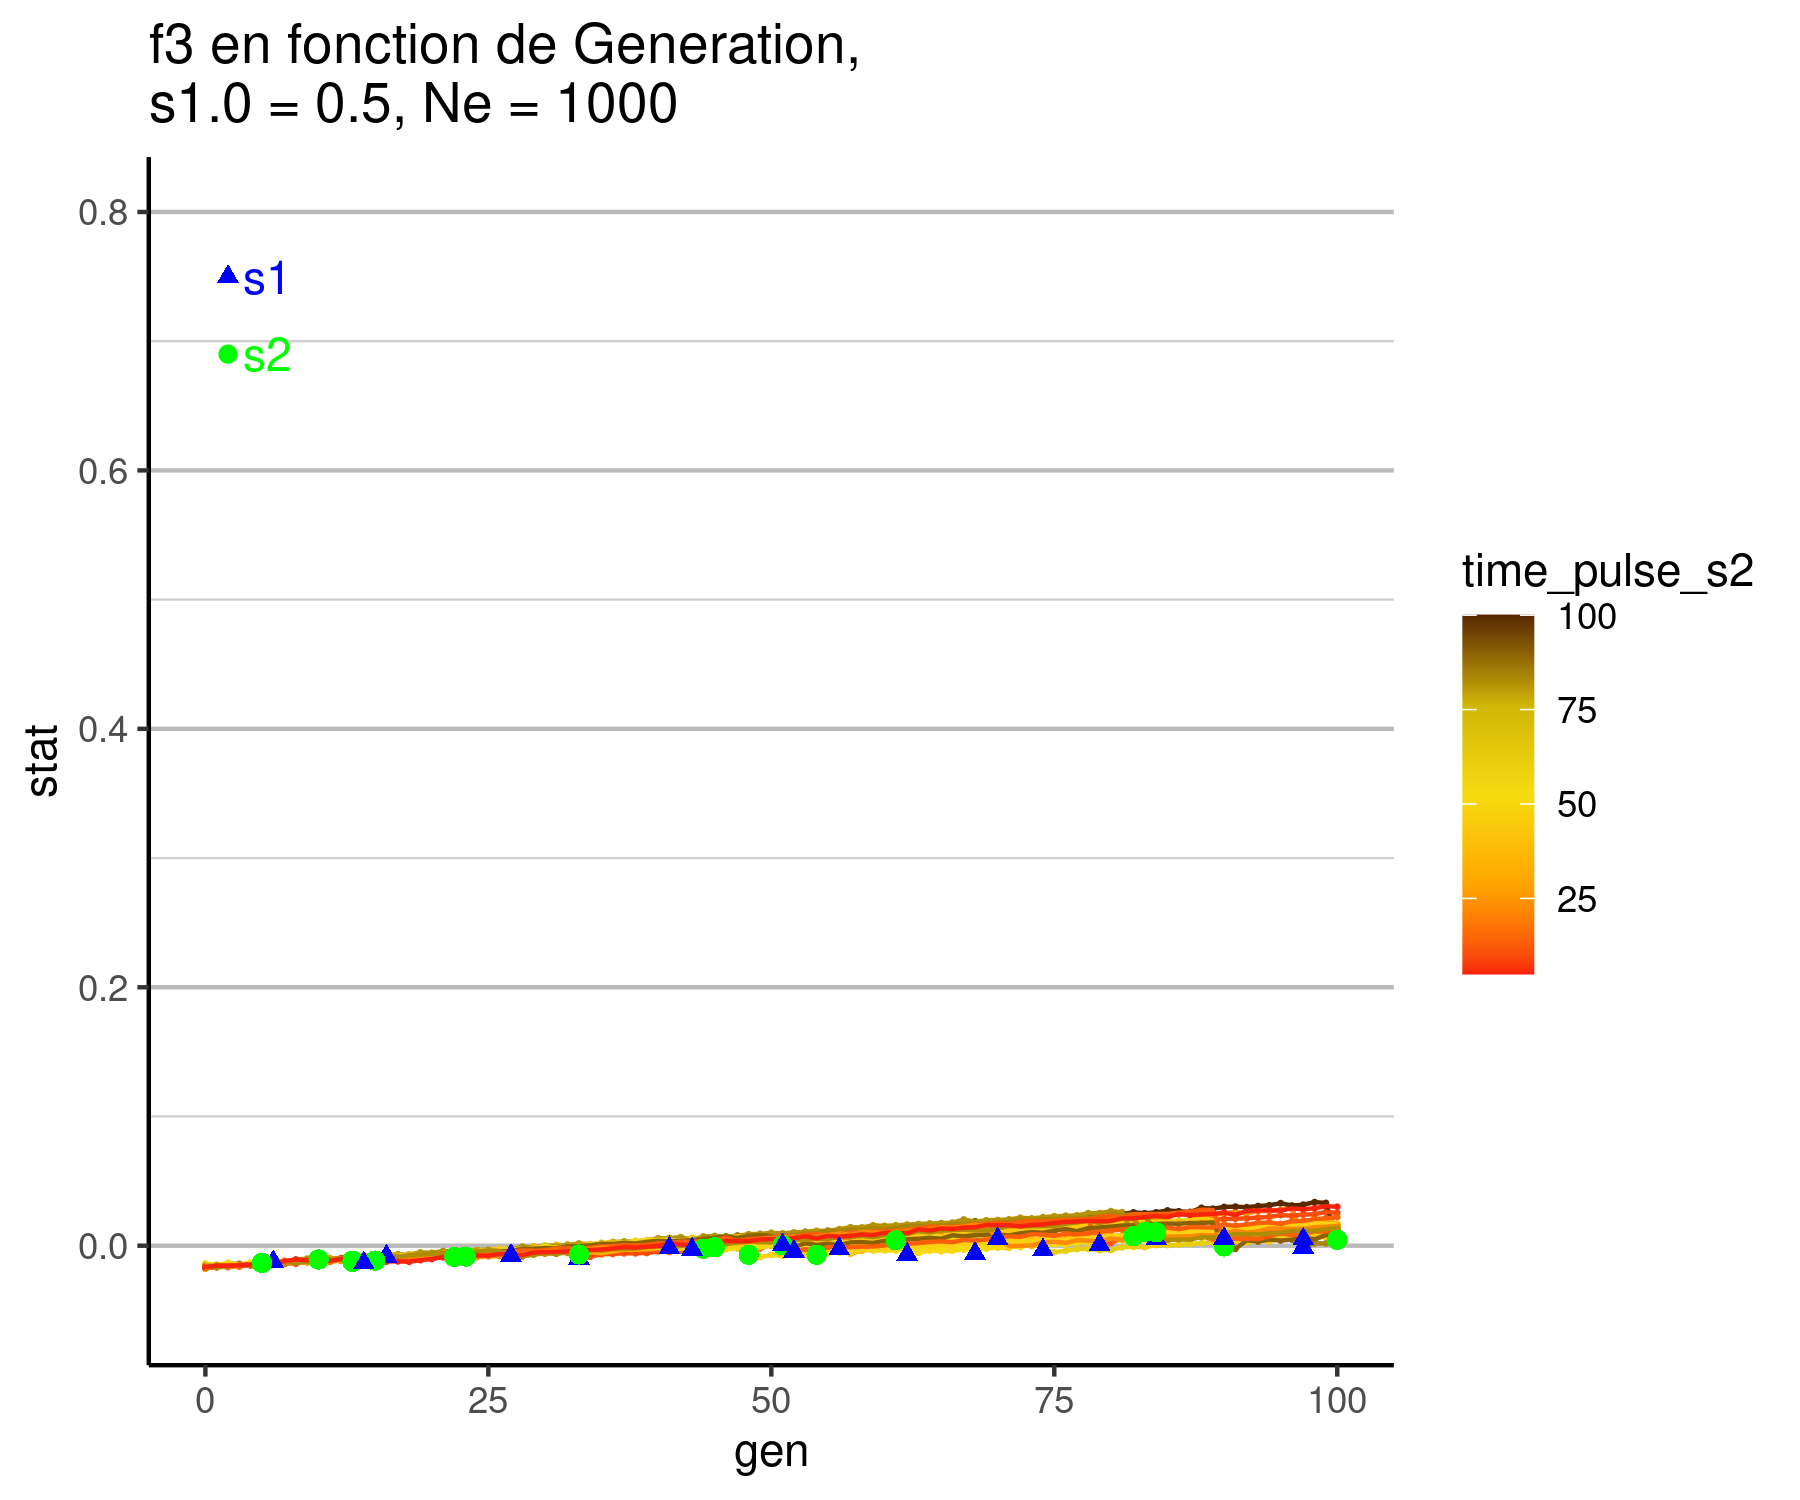 f3 en fonction de Generation,
s1.0 = 0.5, Ne = 1000
0.8
s1
s2
0.6
0.4
0.2
0.0
stat
0 25 50 75 100
gen
time_pulse_s2
100
75
50
25